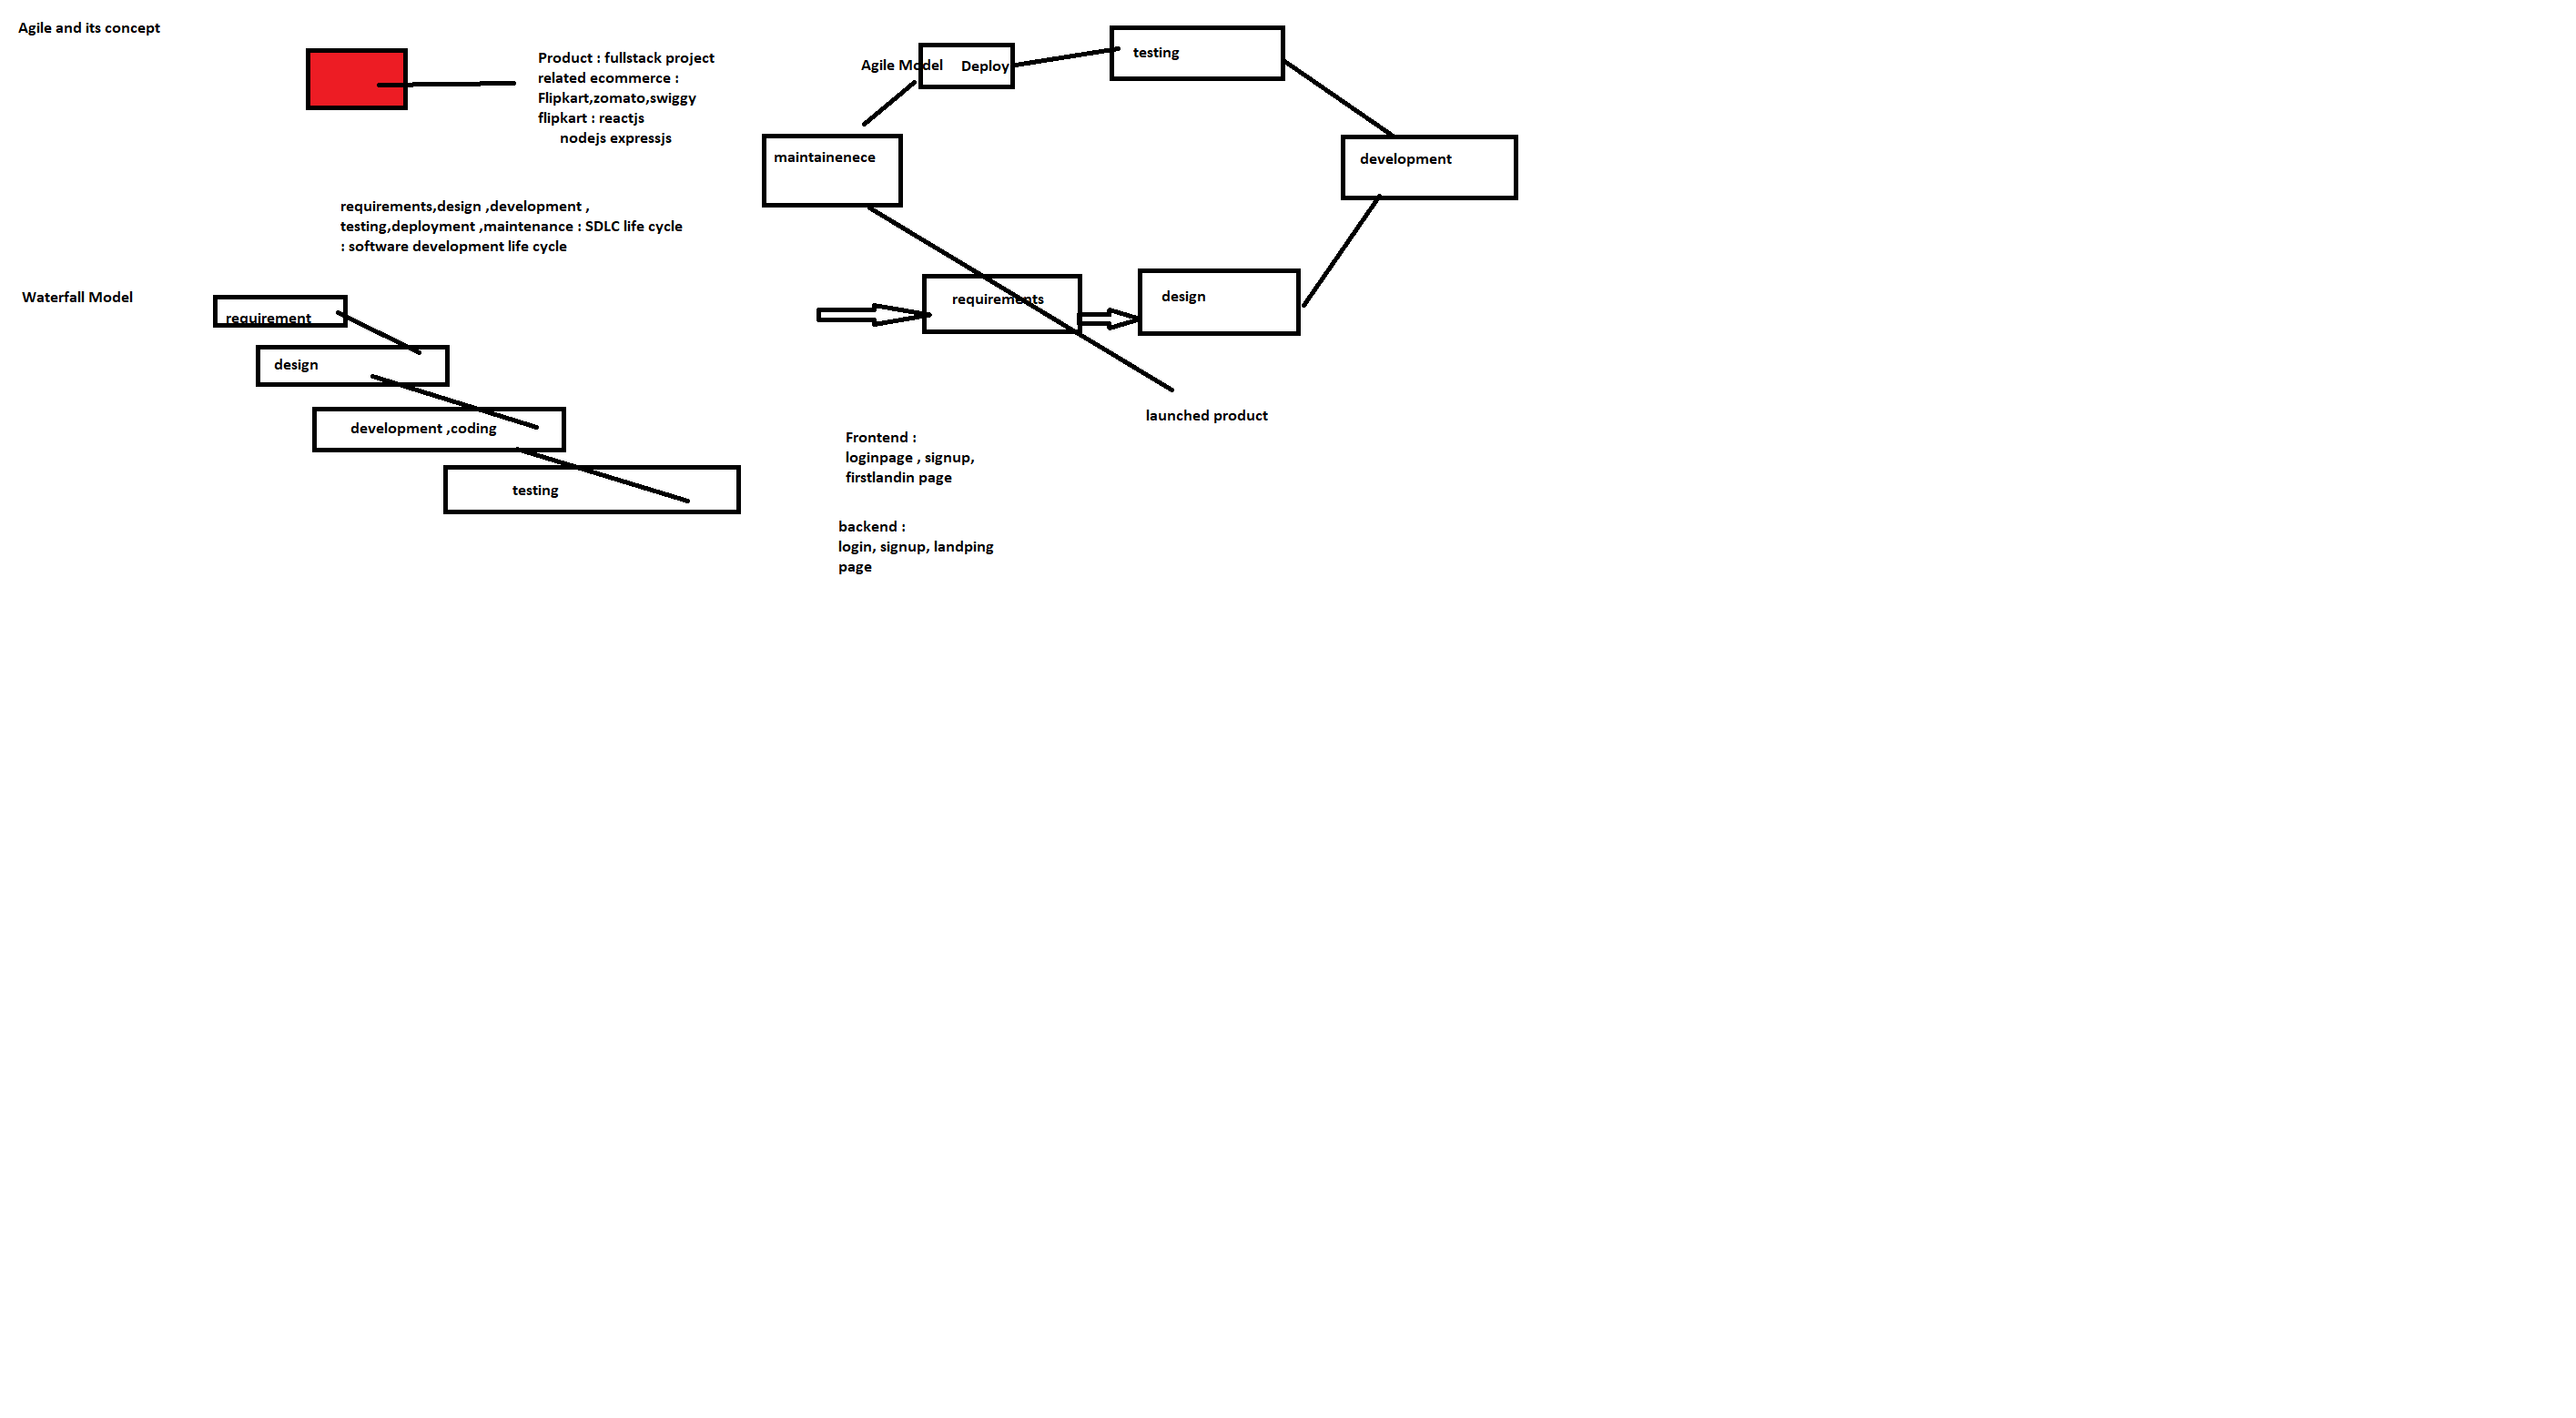 Agile and its concept
Product : fullstack project
related ecommerce :
Flipkart,zomato,swiggy
flipkart : reactjs
nodejs expressjs
requirements,design ,development ,
testing,deployment ,maintenance : SDLC life cycle
: software development life cycle
Waterfall Model
requirement
design
development ,coding
testing
Agile Model
Deploy
testing
maintainenece
development
requirements
design
launched product
Frontend :
loginpage , signup,
firstlandin page
backend :
login, signup, landping
page